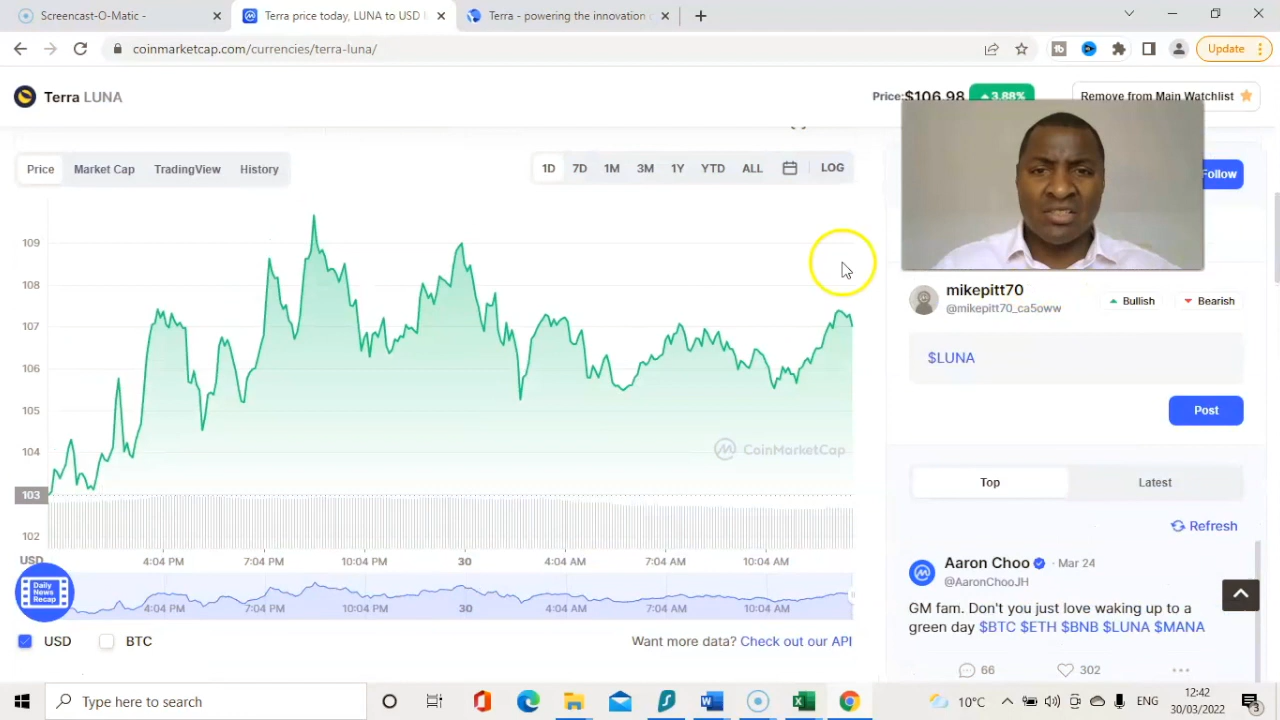 Screencast-O-Matic -
Terra price today, LUNA to USD
Terra - powering the innovation
coinmarketcap.com/currencies/terra-luna/
Update
Terra LUNA
Price: $106.98 3.88%
Remove from Main Watchlist
Price Market Cap TradingView History
1D 7D 1M 3M 1Y YTD ALL LOG
Follow
109
108
107
106
105
104
103
102
CoinMarketCap
USD
4:04 PM 7:04 PM 10:04 PM 30 4:04 AM 7:04 AM 10:04 AM
4:04 PM 7:04 PM 10:04 PM 30 4:04 AM 7:04 AM 10:04 AM
Daily
News
Recap
USD BTC
Want more data? Check out our API
mikepitt70
@mikepitt70_ca5oww
Bullish Bearish
$LUNA
Post
Top Latest
Refresh
Aaron Choo · Mar 24
@AaronChooJH
GM fam. Don't you just love waking up to a
green day $BTC $ETH $BNB $LUNA $MANA
66 302
Type here to search
10°C
ENG
12:42
30/03/2022
3